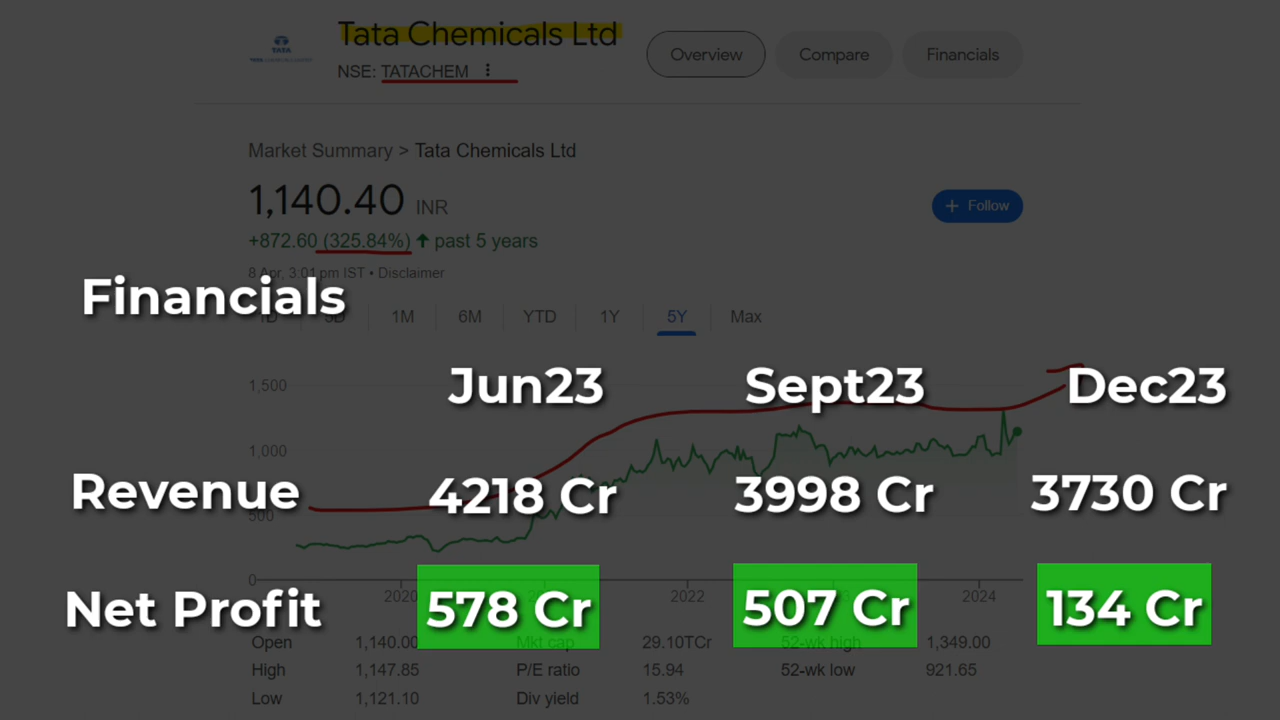 Tata Chemicals Ltd
TATA
NSE: TATACHEM
Overview
Compare
Financials
Market Summary > Tata Chemicals Ltd
1,140.40 INR
+ Follow
+872.60 (325.84%) past 5 years
8 Apr, 3:01 pm IST • Disclaimer
Financials
1D 5D 1M 6M YTD 1Y 5Y Max
Jun23 Sept23 Dec23
1,500
1,000
Revenue 4218 Cr 3998 Cr 3730 Cr
500
0
2020 2022 2024
Net Profit 578 Cr 507 Cr 134 Cr
Open 1,140.00 Mkt cap 29.10TCr 52-wk high 1,349.00
High 1,147.85 P/E ratio 15.94 52-wk low 921.65
Low 1,121.10 Div yield 1.53%